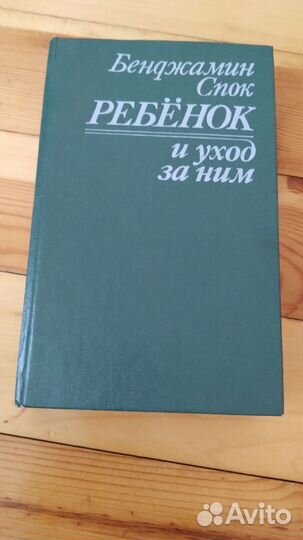 Бенджамин
Спок
РЕБЁНОК
и уход
за ним
Avito